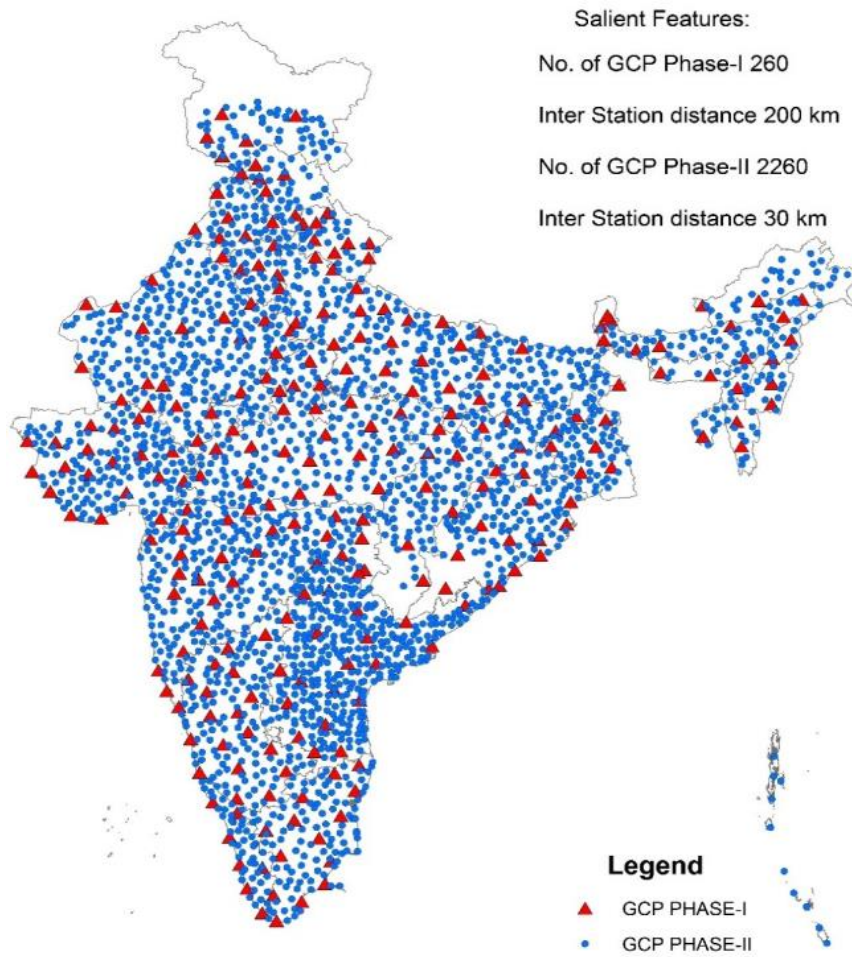 Salient Features:
No. of GCP Phase-I 260
Inter Station distance 200 km
No. of GCP Phase-II 2260
Inter Station distance 30 km
Legend
GCP PHASE-I
GCP PHASE-II